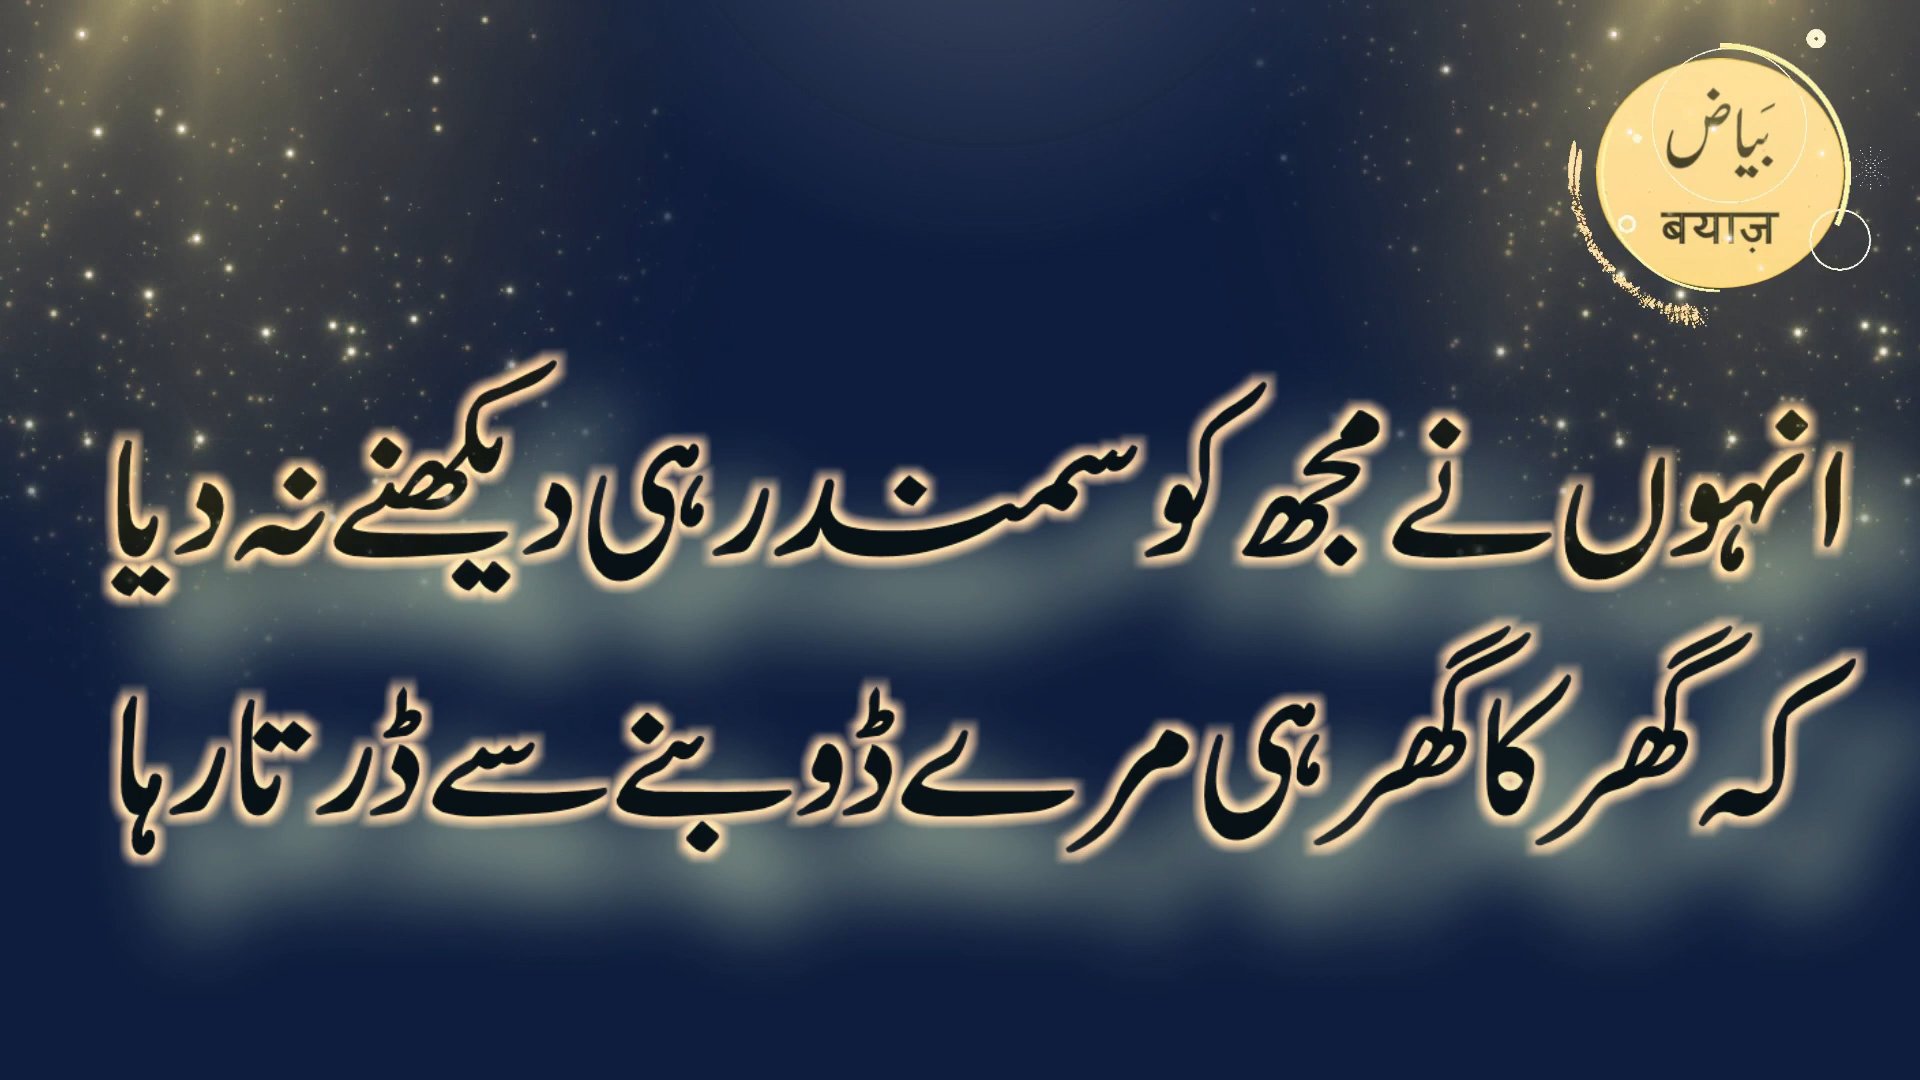 بَیاض
बयाज़
انہوں نے مجھ کو سمندر ہی دیکھنے نہ دیا
کہ گھر کا گھر ہی مرے ڈوبنے سے ڈرتا رہا